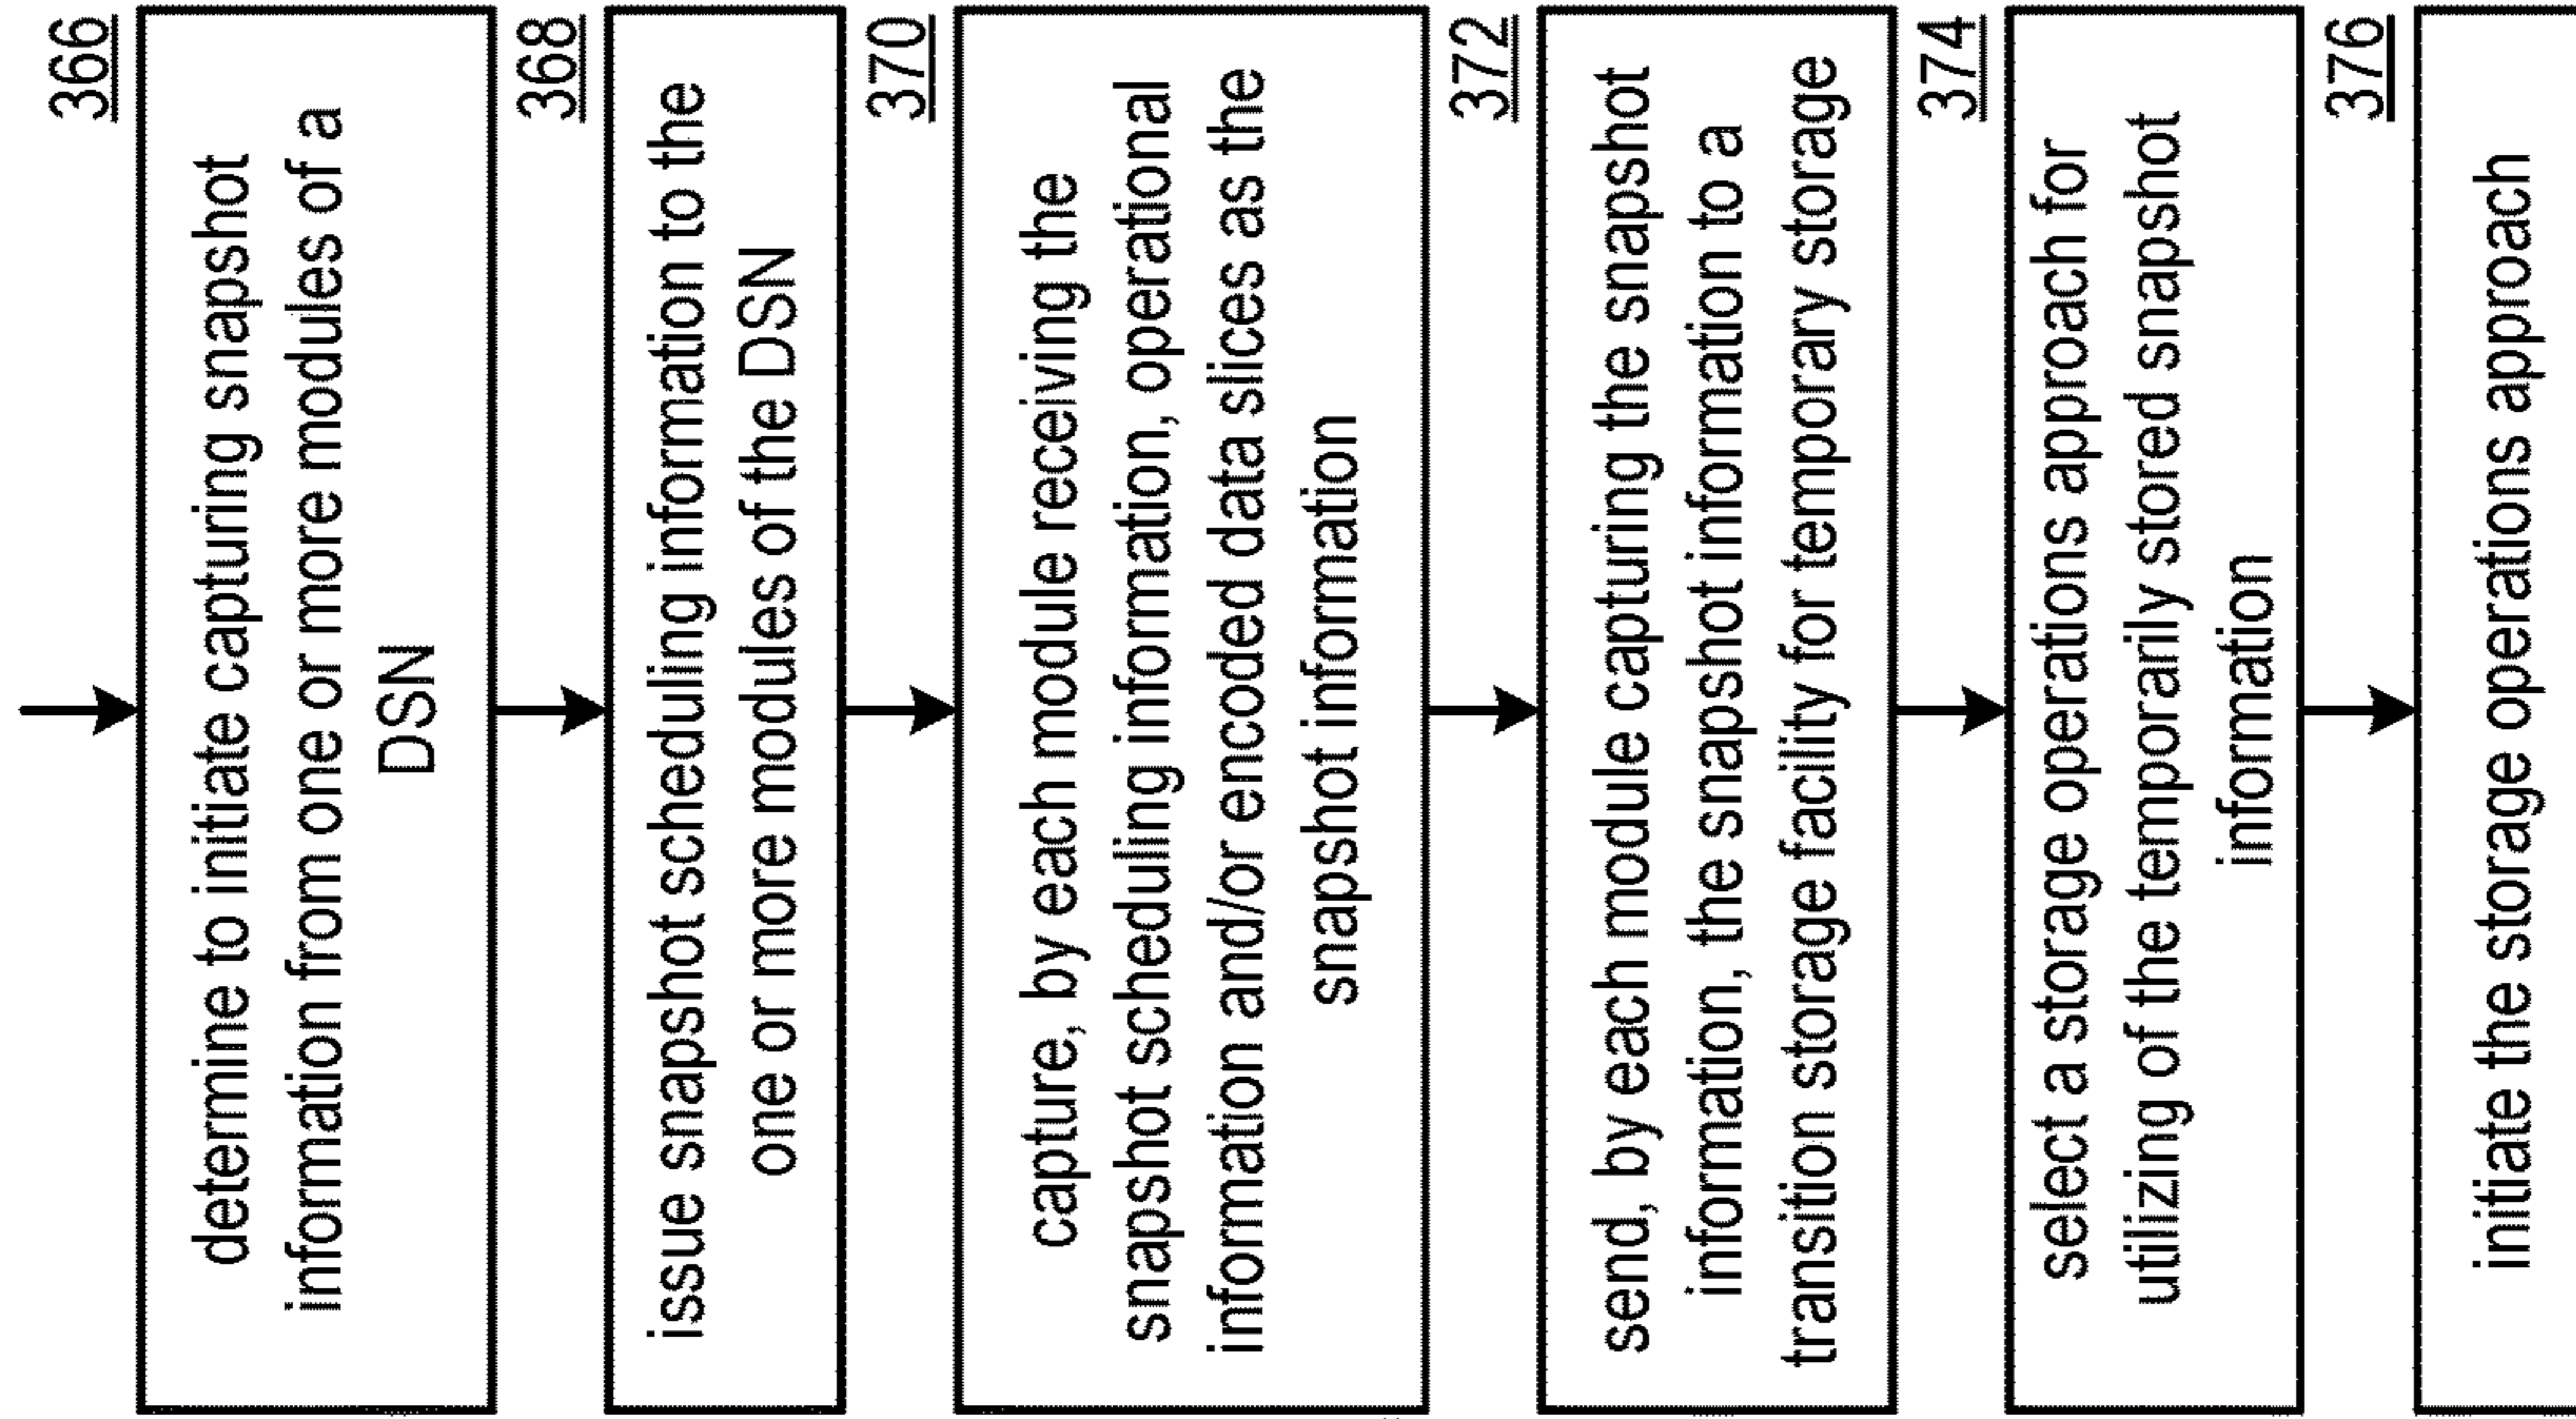 366
determine to initiate capturing snapshot
information from one or more modules of a
DSN
368
issue snapshot scheduling information to the
one or more modules of the DSN
370
capture, by each module receiving the
snapshot scheduling information, operational
information and/or encoded data slices as the
snapshot information
372
send, by each module capturing the snapshot
information, the snapshot information to a
transition storage facility for temporary storage
374
select a storage operations approach for
utilizing of the temporarily stored snapshot
information
376
initiate the storage operations approach